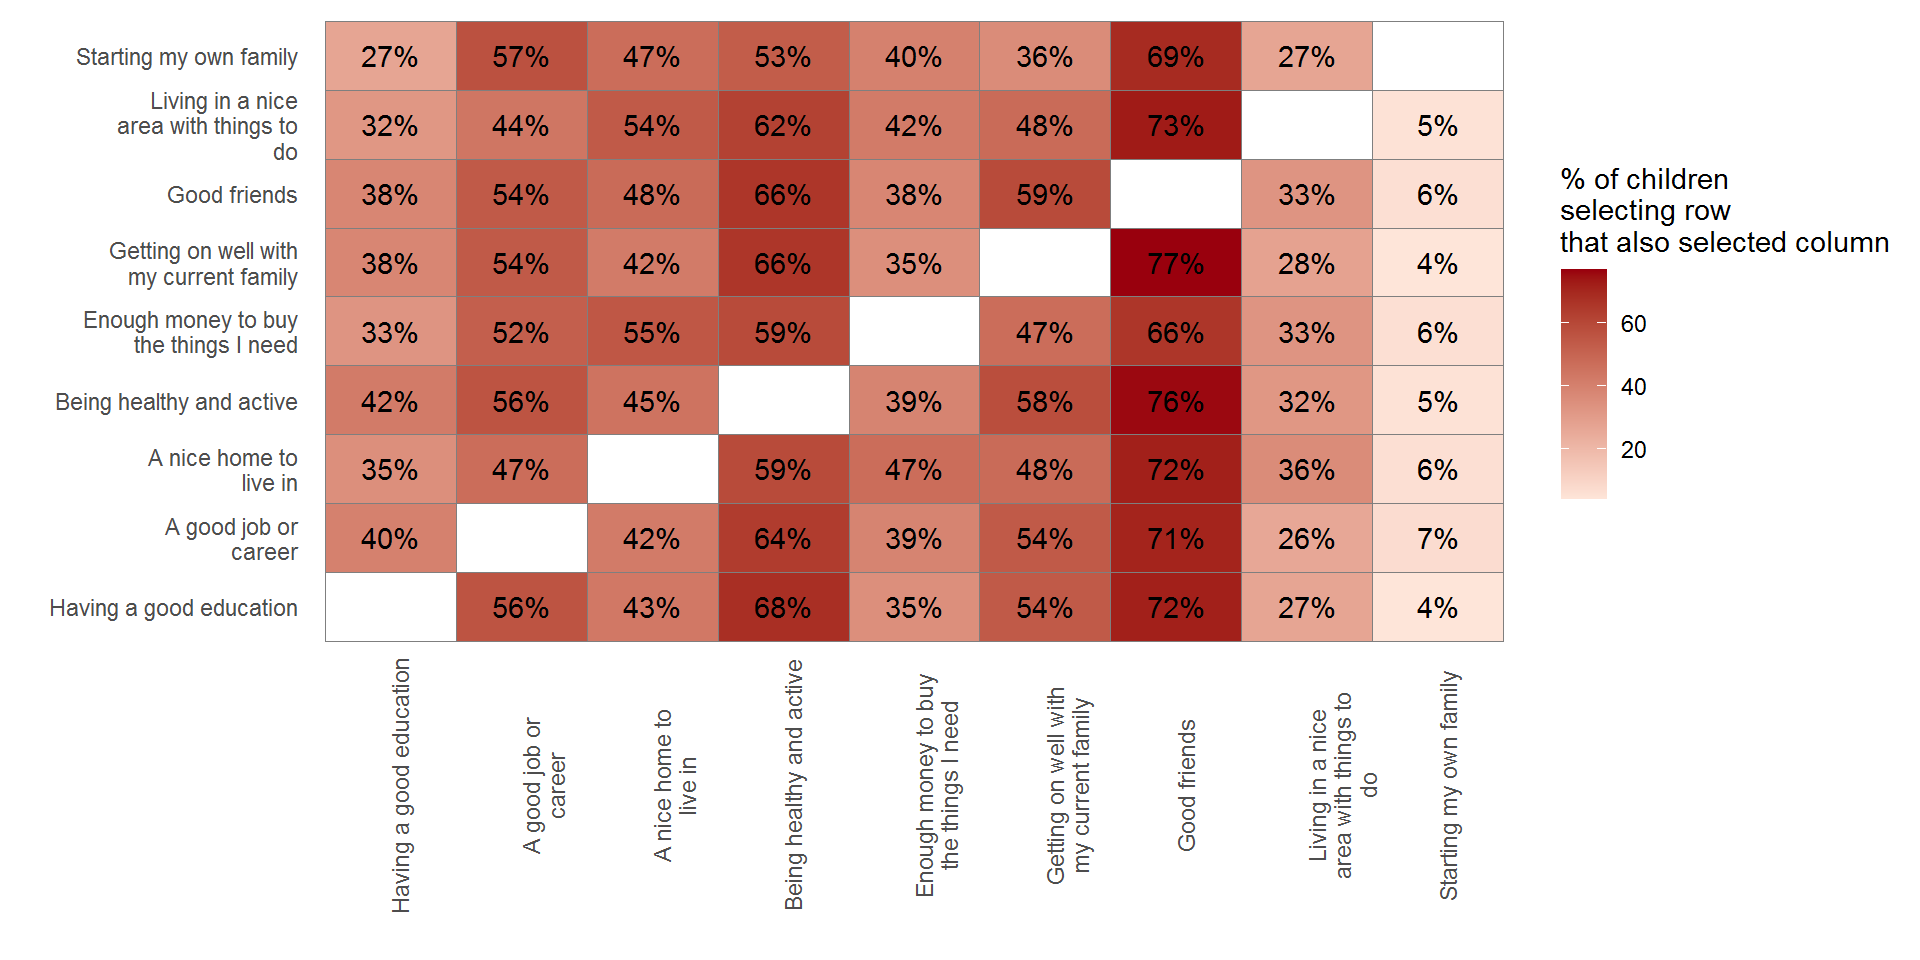 Starting my own family
27% 57% 47% 53% 40% 36% 69% 27%
Living in a nice
area with things to
do
32% 44% 54% 62% 42% 48% 73% 5%
Good friends
38% 54% 48% 66% 38% 59% 33% 6%
Getting on well with
my current family
38% 54% 42% 66% 35% 77% 28% 4%
Enough money to buy
the things I need
33% 52% 55% 59% 47% 66% 33% 6%
Being healthy and active
42% 56% 45% 39% 58% 76% 32% 5%
A nice home to
live in
35% 47% 59% 47% 48% 72% 36% 6%
A good job or
career
40% 42% 64% 39% 54% 71% 26% 7%
Having a good education
56% 43% 68% 35% 54% 72% 27% 4%
Having a good education
A good job or
career
A nice home to
live in
Being healthy and active
Enough money to buy
the things I need
Getting on well with
my current family
Good friends
Living in a nice
area with things to
do
Starting my own family
% of children
selecting row
that also selected column
60
40
20